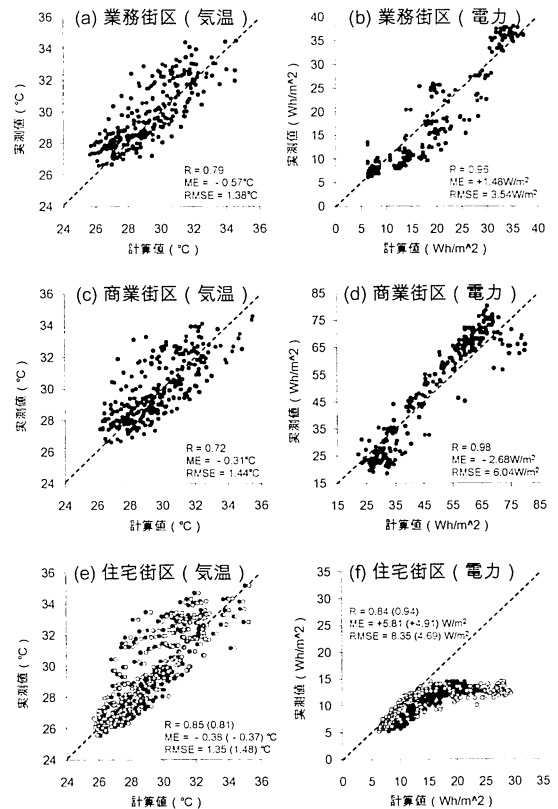 (a) 業務街区（気温）
36
34
32
30
28
26
24
実測値（℃）
R = 0.79
ME = - 0.57℃
RMSE = 1.38℃
24 26 28 30 32 34 36
計算値（℃）
(b) 業務街区（電力）
40
35
30
25
20
15
10
5
0
実測値（Wh/m^2）
R = 0.96
ME = +1.48W/m²
RMSE = 3.54W/m²
0 5 10 15 20 25 30 35 40
計算値（Wh/m^2）
(c) 商業街区（気温）
36
34
32
30
28
26
24
実測値（℃）
R = 0.72
ME = - 0.31℃
RMSE = 1.44℃
24 26 28 30 32 34 36
計算値（℃）
(d) 商業街区（電力）
85
75
65
55
45
35
25
15
実測値（Wh/m^2）
R = 0.98
ME = - 2.68W/m²
RMSE = 6.04W/m²
15 25 35 45 55 65 75 85
計算値（Wh/m^2）
(e) 住宅街区（気温）
36
34
32
30
28
26
24
実測値（℃）
R = 0.85 (0.81)
ME = - 0.38 ( - 0.37) ℃
RMSE = 1.35 (1.48) ℃
24 26 28 30 32 34 36
計算値（℃）
(f) 住宅街区（電力）
35
30
25
20
15
10
5
0
実測値（Wh/m^2）
R = 0.84 (0.94)
ME = +5.81 (+4.91) W/m²
RMSE = 8.35 (4.69) W/m²
0 5 10 15 20 25 30 35
計算値（Wh/m^2）